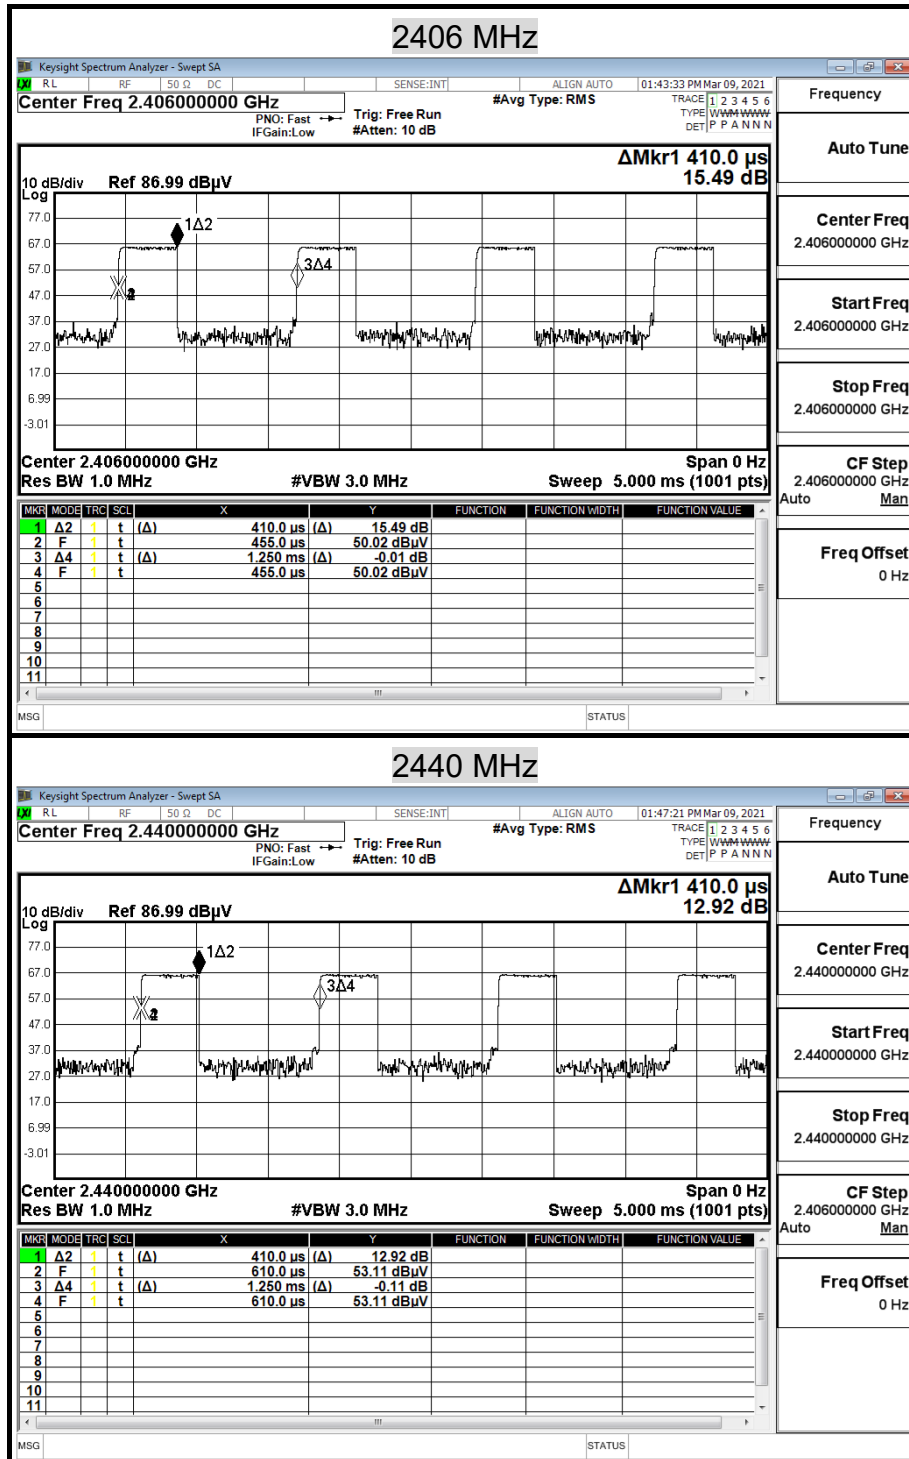 2406 MHz
Keysight Spectrum Analyzer - Swept SA
LXI RL RF 50 Ω DC SENSE:INT ALIGN AUTO 01:43:33 PM Mar 09, 2021
Center Freq 2.406000000 GHz
PNO: Fast
IFGain:Low
Trig: Free Run
#Atten: 10 dB
#Avg Type: RMS
TRACE 1 2 3 4 5 6
TYPE WWMWWWW
DET P P A N N N
Frequency
ΔMkr1 410.0 µs
15.49 dB
10 dB/div Ref 86.99 dBµV
Log
77.0
67.0
57.0
47.0
37.0
27.0
17.0
6.99
-3.01
1Δ2
3Δ4
Center 2.406000000 GHz Span 0 Hz
Res BW 1.0 MHz #VBW 3.0 MHz Sweep 5.000 ms (1001 pts)
MKR MODE TRC SCL X Y FUNCTION FUNCTION WIDTH FUNCTION VALUE
1 Δ2 1 t (Δ) 410.0 µs (Δ) 15.49 dB
2 F 1 t 455.0 µs 50.02 dBµV
3 Δ4 1 t (Δ) 1.250 ms (Δ) -0.01 dB
4 F 1 t 455.0 µs 50.02 dBµV
5
6
7
8
9
10
11
MSG STATUS
Auto Tune
Center Freq
2.406000000 GHz
Start Freq
2.406000000 GHz
Stop Freq
2.406000000 GHz
CF Step
2.406000000 GHz
Auto Man
Freq Offset
0 Hz
2440 MHz
Keysight Spectrum Analyzer - Swept SA
LXI RL RF 50 Ω DC SENSE:INT ALIGN AUTO 01:47:21 PM Mar 09, 2021
Center Freq 2.440000000 GHz
PNO: Fast
IFGain:Low
Trig: Free Run
#Atten: 10 dB
#Avg Type: RMS
TRACE 1 2 3 4 5 6
TYPE WWMWWWW
DET P P A N N N
Frequency
ΔMkr1 410.0 µs
12.92 dB
10 dB/div Ref 86.99 dBµV
Log
77.0
67.0
57.0
47.0
37.0
27.0
17.0
6.99
-3.01
1Δ2
3Δ4
Center 2.440000000 GHz Span 0 Hz
Res BW 1.0 MHz #VBW 3.0 MHz Sweep 5.000 ms (1001 pts)
MKR MODE TRC SCL X Y FUNCTION FUNCTION WIDTH FUNCTION VALUE
1 Δ2 1 t (Δ) 410.0 µs (Δ) 12.92 dB
2 F 1 t 610.0 µs 53.11 dBµV
3 Δ4 1 t (Δ) 1.250 ms (Δ) -0.11 dB
4 F 1 t 610.0 µs 53.11 dBµV
5
6
7
8
9
10
11
MSG STATUS
Auto Tune
Center Freq
2.440000000 GHz
Start Freq
2.440000000 GHz
Stop Freq
2.440000000 GHz
CF Step
2.406000000 GHz
Auto Man
Freq Offset
0 Hz